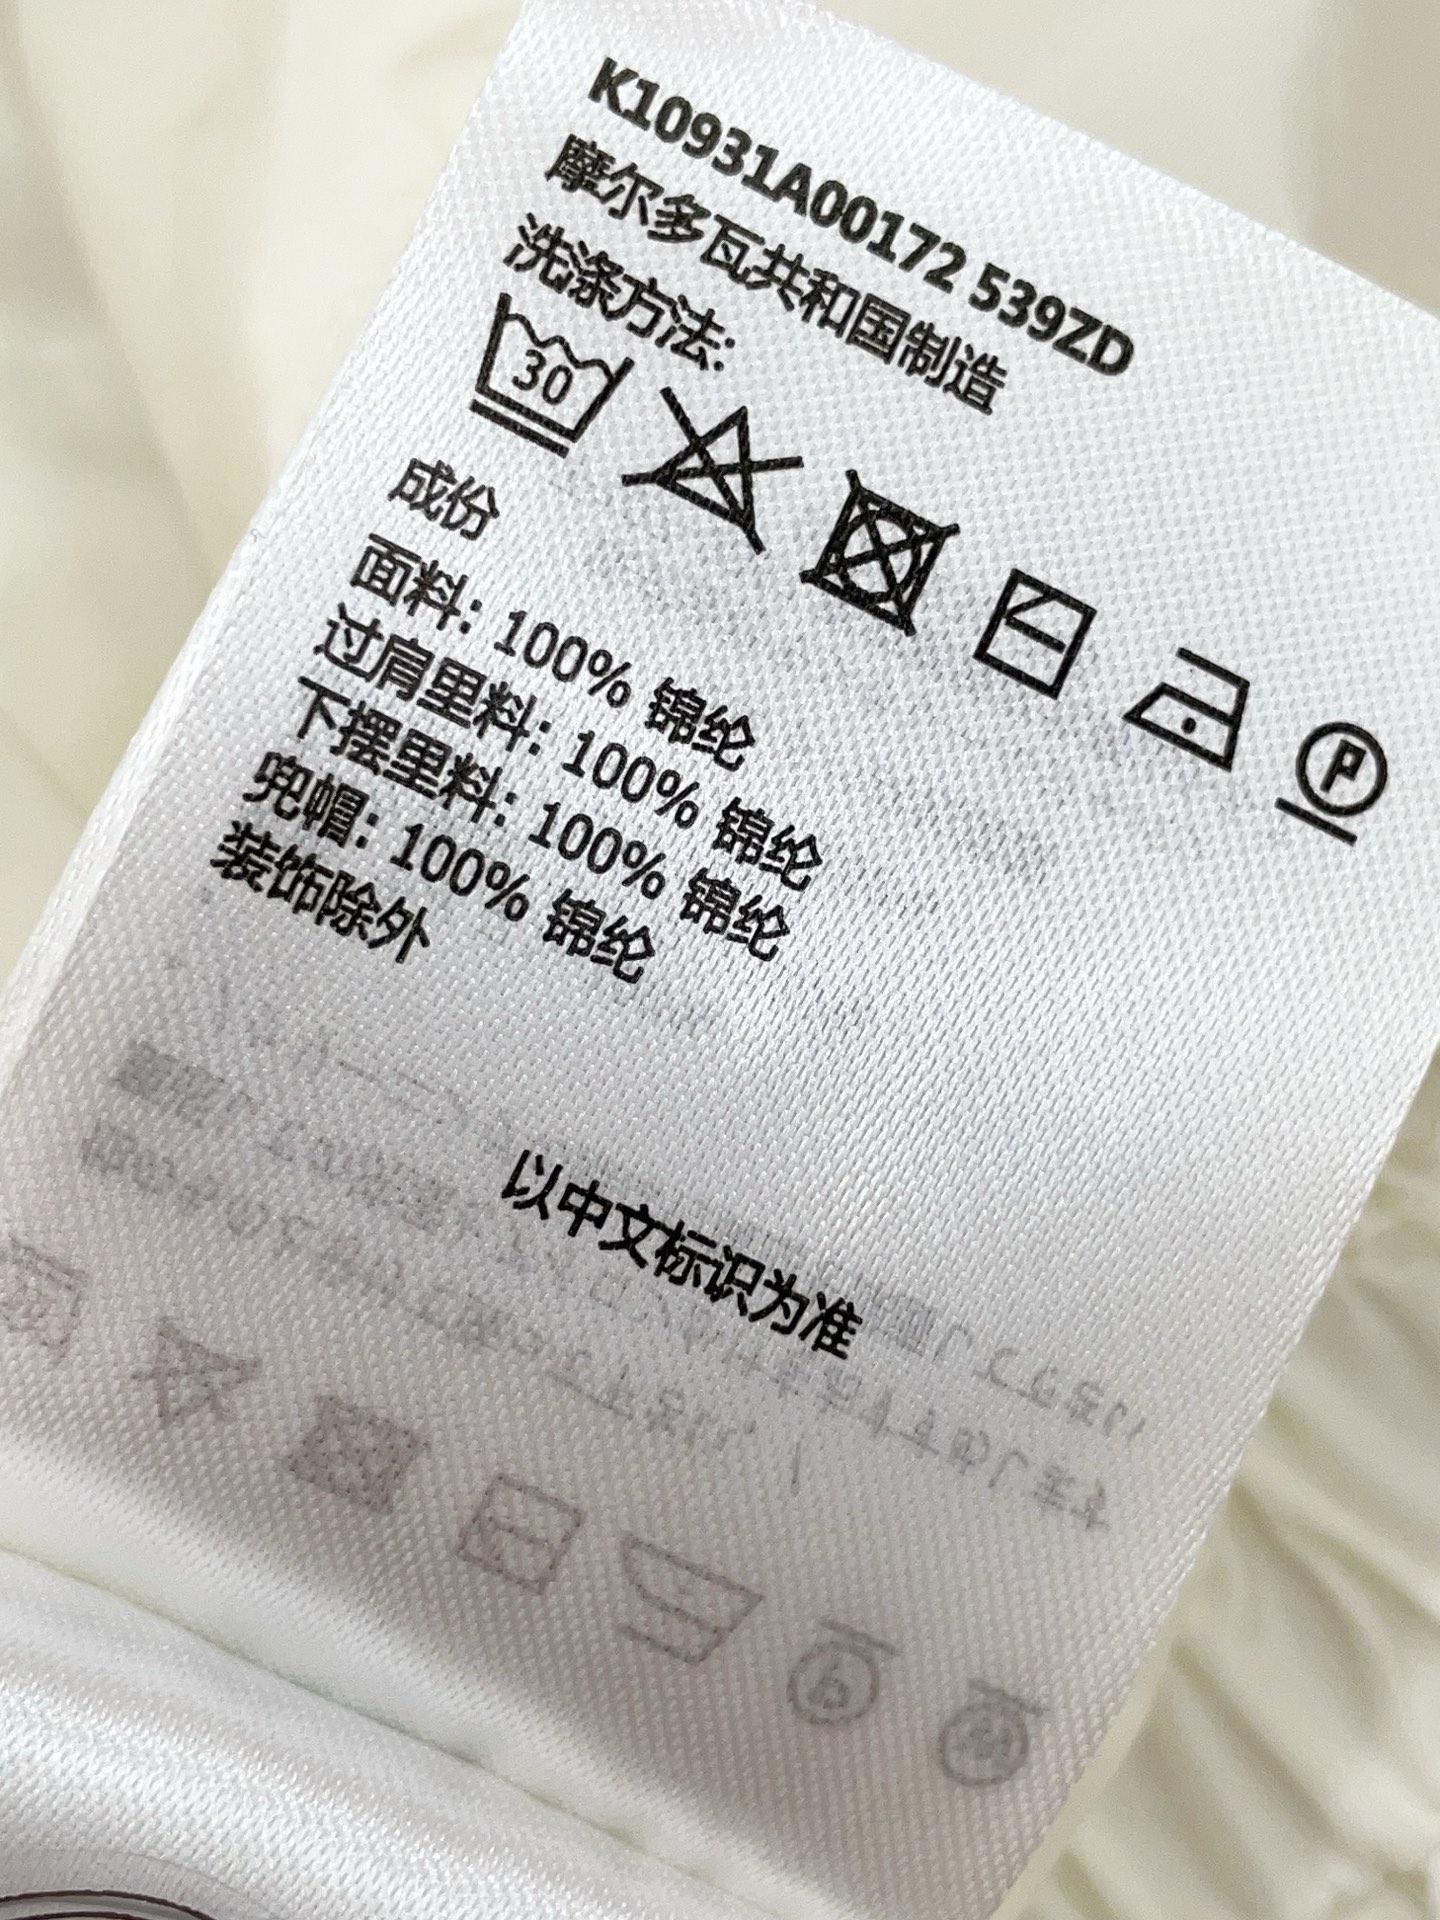 K10931A00172 539ZD
摩尔多瓦共和国制造
洗涤方法:
30
P
成份
面料: 100% 锦纶
过肩里料: 100% 锦纶
下摆里料: 100% 锦纶
兜帽: 100% 锦纶
装饰除外
以中文标识为准